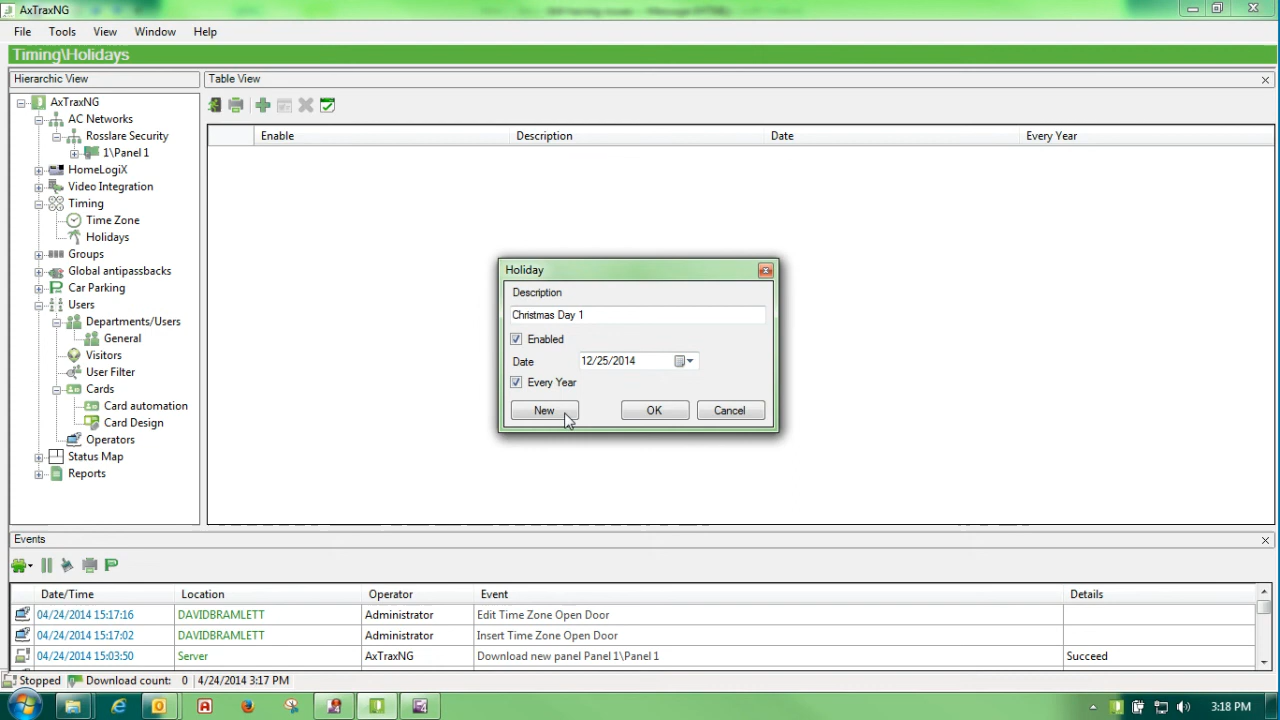 AxTraxNG
File Tools View Window Help
Timing\Holidays
Hierarchic View
Table View
AxTraxNG
AC Networks
Rosslare Security
1\Panel 1
HomeLogiX
Video Integration
Timing
Time Zone
Holidays
Groups
Global antipassbacks
Car Parking
Users
Departments/Users
General
Visitors
User Filter
Cards
Card automation
Card Design
Operators
Status Map
Reports
Enable Description Date Every Year
Holiday
Description
Christmas Day 1
Enabled
Date 12/25/2014
Every Year
New OK Cancel
Events
Date/Time Location Operator Event Details
04/24/2014 15:17:16 DAVIDBRAMLETT Administrator Edit Time Zone Open Door
04/24/2014 15:17:02 DAVIDBRAMLETT Administrator Insert Time Zone Open Door
04/24/2014 15:03:50 Server AxTraxNG Download new panel Panel 1\Panel 1 Succeed
Stopped Download count: 0 4/24/2014 3:17 PM
3:18 PM